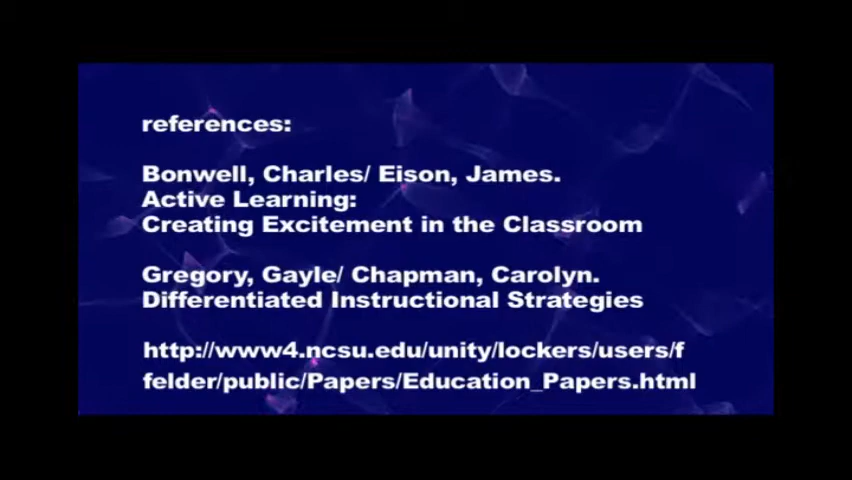 references:
Bonwell, Charles/ Eison, James.
Active Learning:
Creating Excitement in the Classroom
Gregory, Gayle/ Chapman, Carolyn.
Differentiated Instructional Strategies
http://www4.ncsu.edu/unity/lockers/users/f
felder/public/Papers/Education_Papers.html